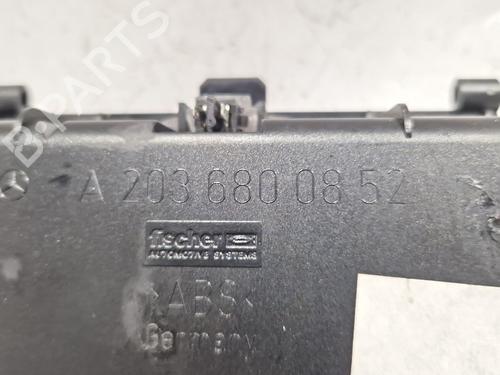 B-PARTS
A 203 680 08 52
fischer
AUTOMOTIVE SYSTEMS
>ABS<
Germany